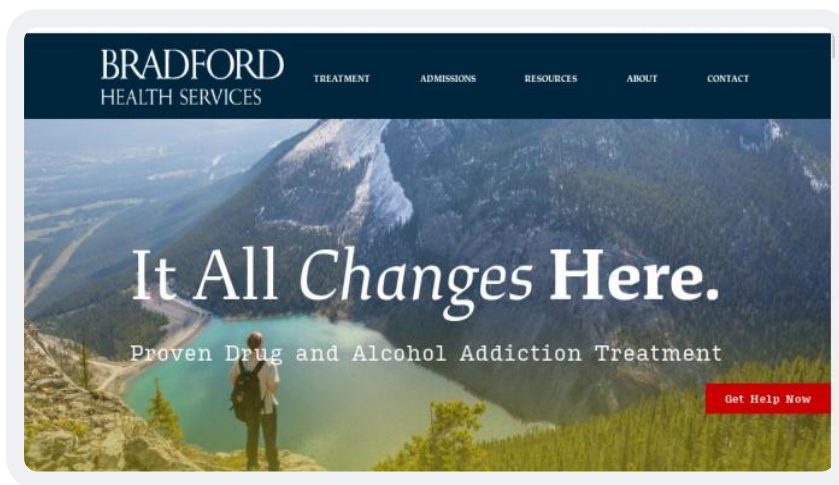 BRADFORD
HEALTH SERVICES
TREATMENT ADMISSIONS RESOURCES ABOUT CONTACT
It All Changes Here.
Proven Drug and Alcohol Addiction Treatment
Get Help Now